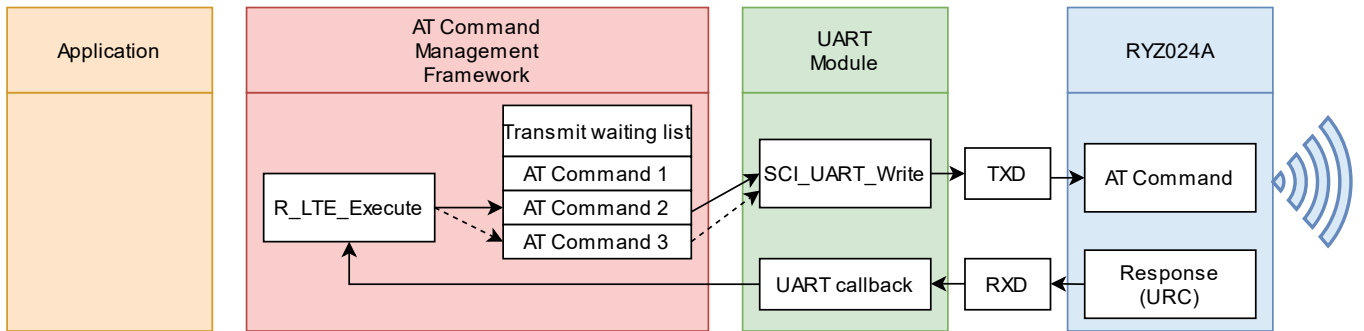 Application
AT Command
Management
Framework
UART
Module
RYZ024A
Transmit waiting list
AT Command 1
AT Command 2
AT Command 3
R_LTE_Execute
SCI_UART_Write
TXD
AT Command
UART callback
RXD
Response
(URC)